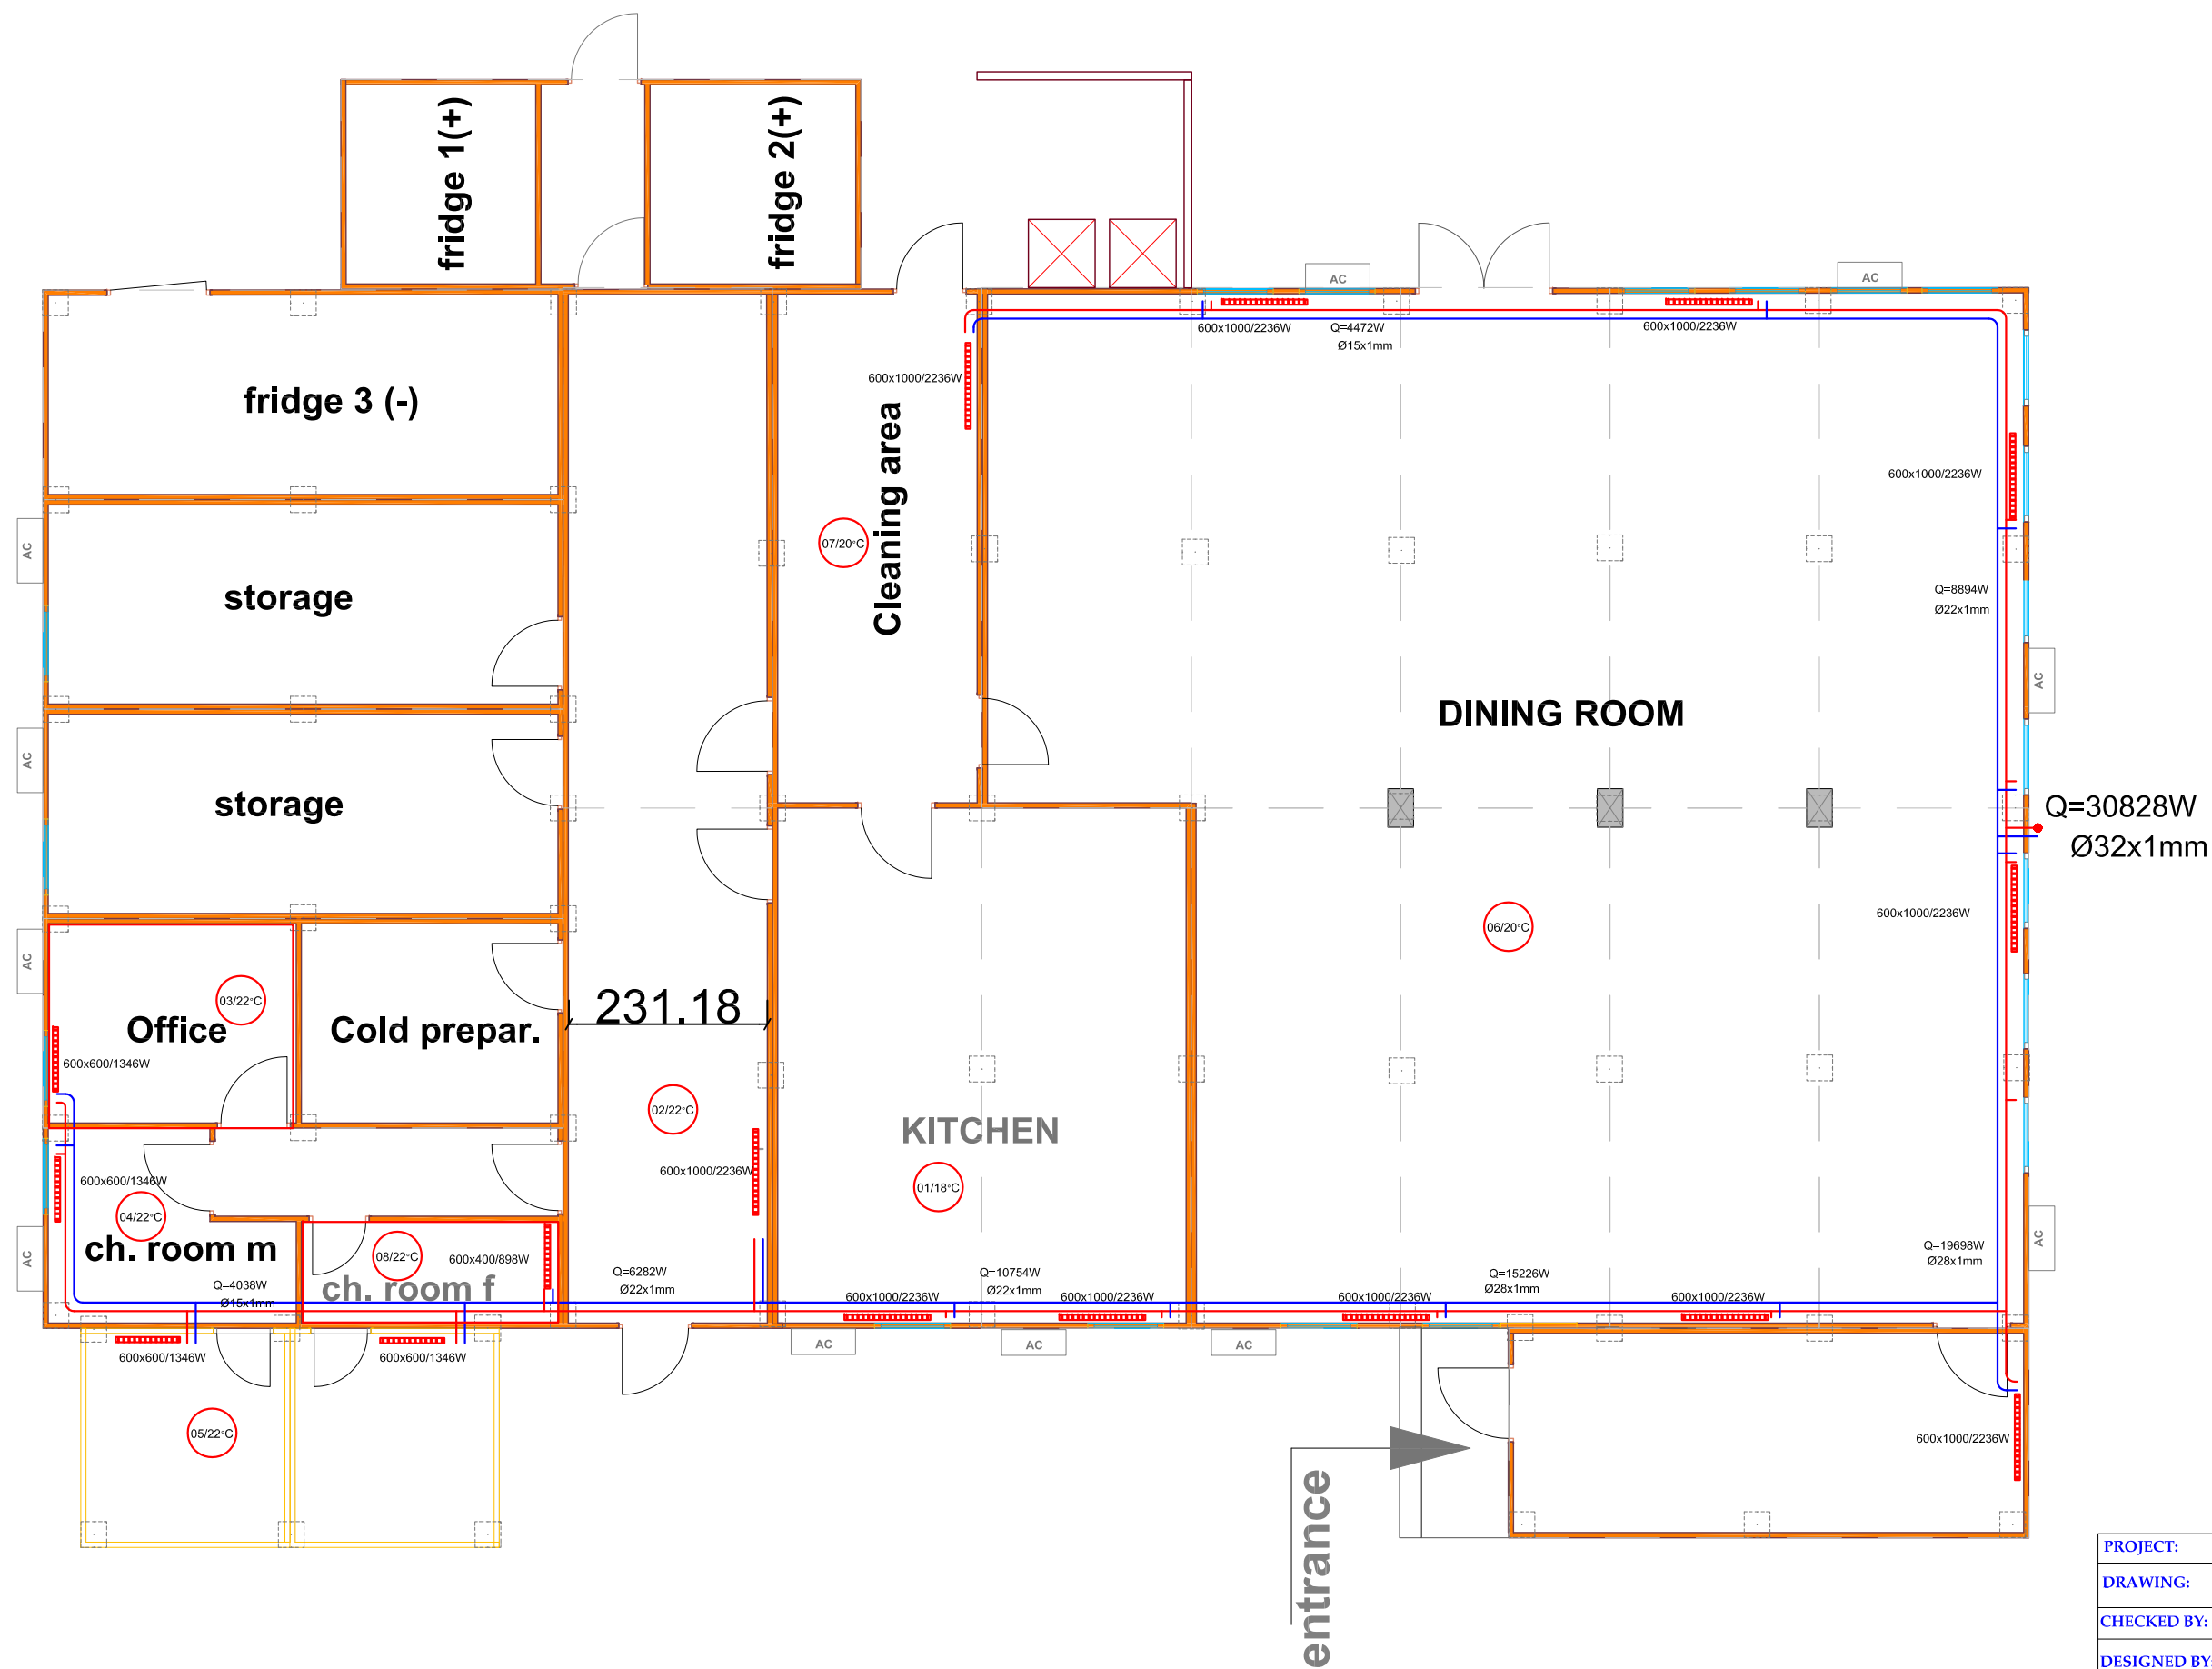 fridge 1(+)
fridge 2(+)
AC
AC
600x1000/2236W
Q=4472W
Ø15x1mm
600x1000/2236W
600x1000/2236W
fridge 3 (-)
Cleaning area
600x1000/2236W
AC
07/20°C
storage
Q=8894W
Ø22x1mm
AC
DINING ROOM
AC
storage
Q=30828W
Ø32x1mm
600x1000/2236W
06/20°C
AC
03/22°C
231.18
Office
Cold prepar.
600x600/1346W
02/22°C
KITCHEN
600x1000/2236W
600x600/1346W
01/18°C
04/22°C
AC
ch. room m
08/22°C
600x400/898W
ch. room f
Q=4038W
Ø15x1mm
Q=6282W
Ø22x1mm
Q=10754W
Ø22x1mm
Q=15226W
Ø28x1mm
Q=19698W
Ø28x1mm
AC
600x1000/2236W
600x1000/2236W
600x1000/2236W
600x1000/2236W
AC
AC
AC
600x600/1346W
600x600/1346W
05/22°C
600x1000/2236W
entrance
PROJECT:
DRAWING:
CHECKED BY:
DESIGNED BY: